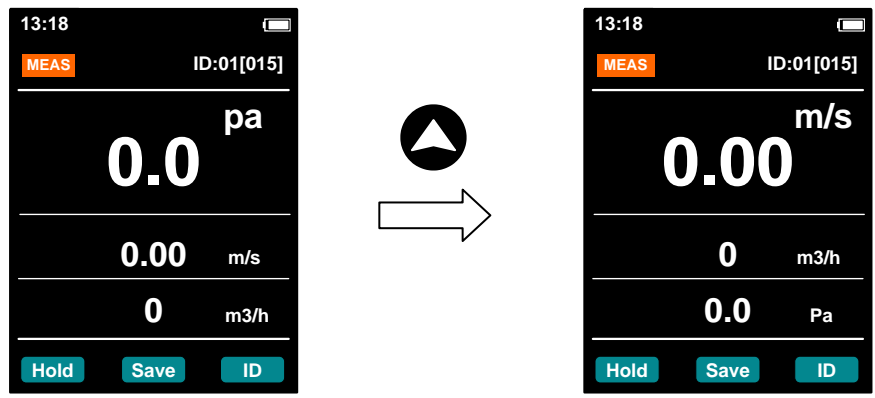 13:18
MEAS ID:01[015]
pa
0.0
0.00 m/s
0 m3/h
Hold Save ID
13:18
MEAS ID:01[015]
m/s
0.00
0 m3/h
0.0 Pa
Hold Save ID